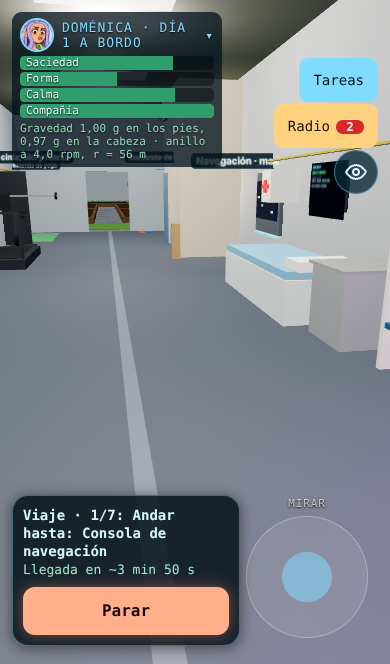 DOMÉNICA · DÍA
1 A BORDO
▼
Saciedad
Forma
Calma
Compañía
Gravedad 1,00 g en los pies,
0,97 g en la cabeza · anillo
a 4,0 rpm, r = 56 m
Tareas
Radio 2
MIRAR
Viaje · 1/7: Andar
hasta: Consola de
navegación
Llegada en ~3 min 50 s
Parar